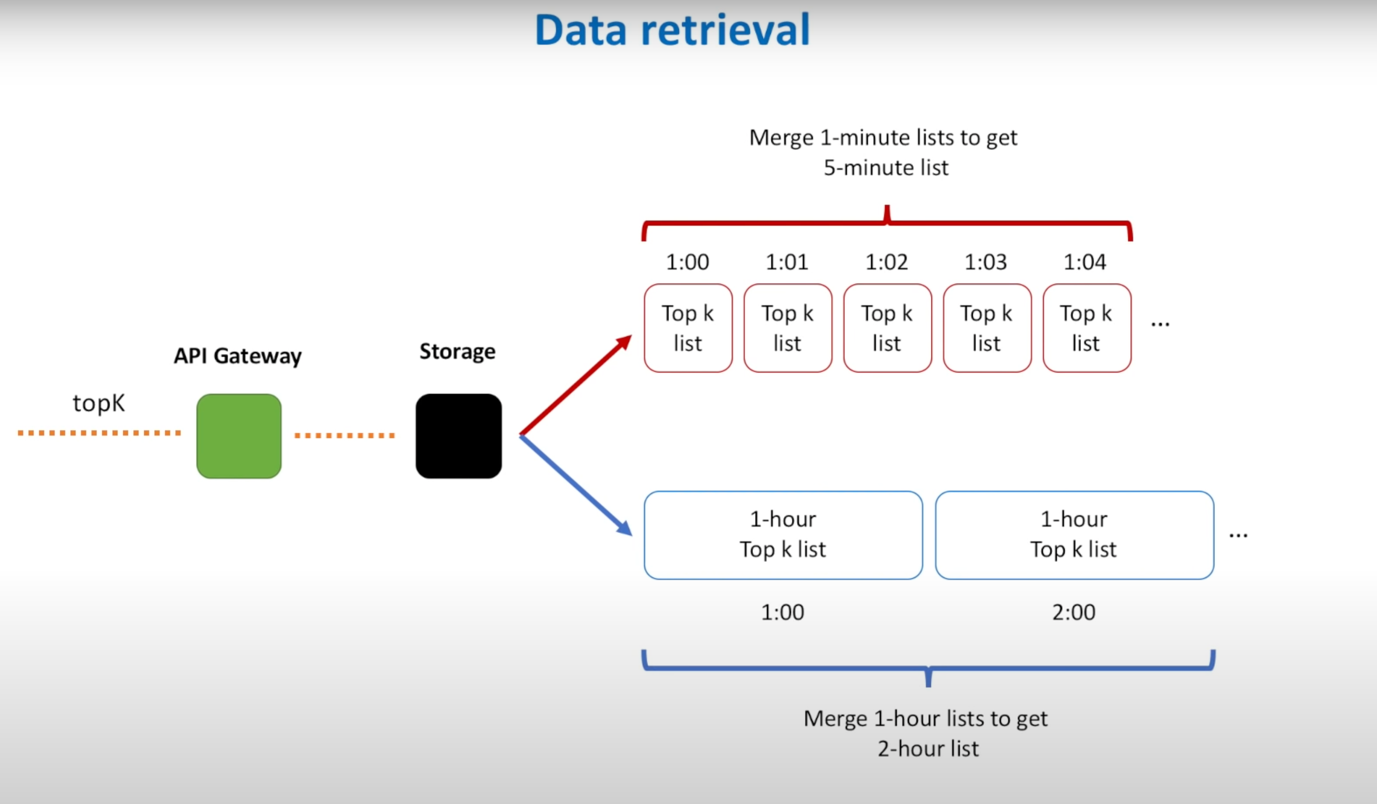 Data retrieval
Merge 1-minute lists to get
5-minute list
1:00
1:01
1:02
1:03
1:04
Top k
list
Top k
list
Top k
list
Top k
list
Top k
list
...
API Gateway
Storage
topK
1-hour
Top k list
1-hour
Top k list
...
1:00
2:00
Merge 1-hour lists to get
2-hour list